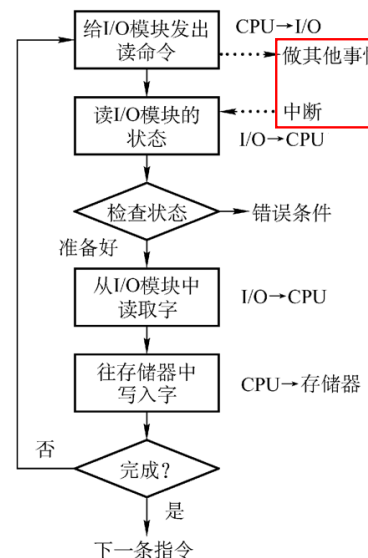 给I/O模块发出
读命令
CPU→I/O
做其他事
读I/O模块的
状态
中断
I/O→CPU
检查状态
错误条件
准备好
从I/O模块中
读取字
I/O→CPU
往存储器中
写入字
CPU→存储器
否
完成？
是
下一条指令